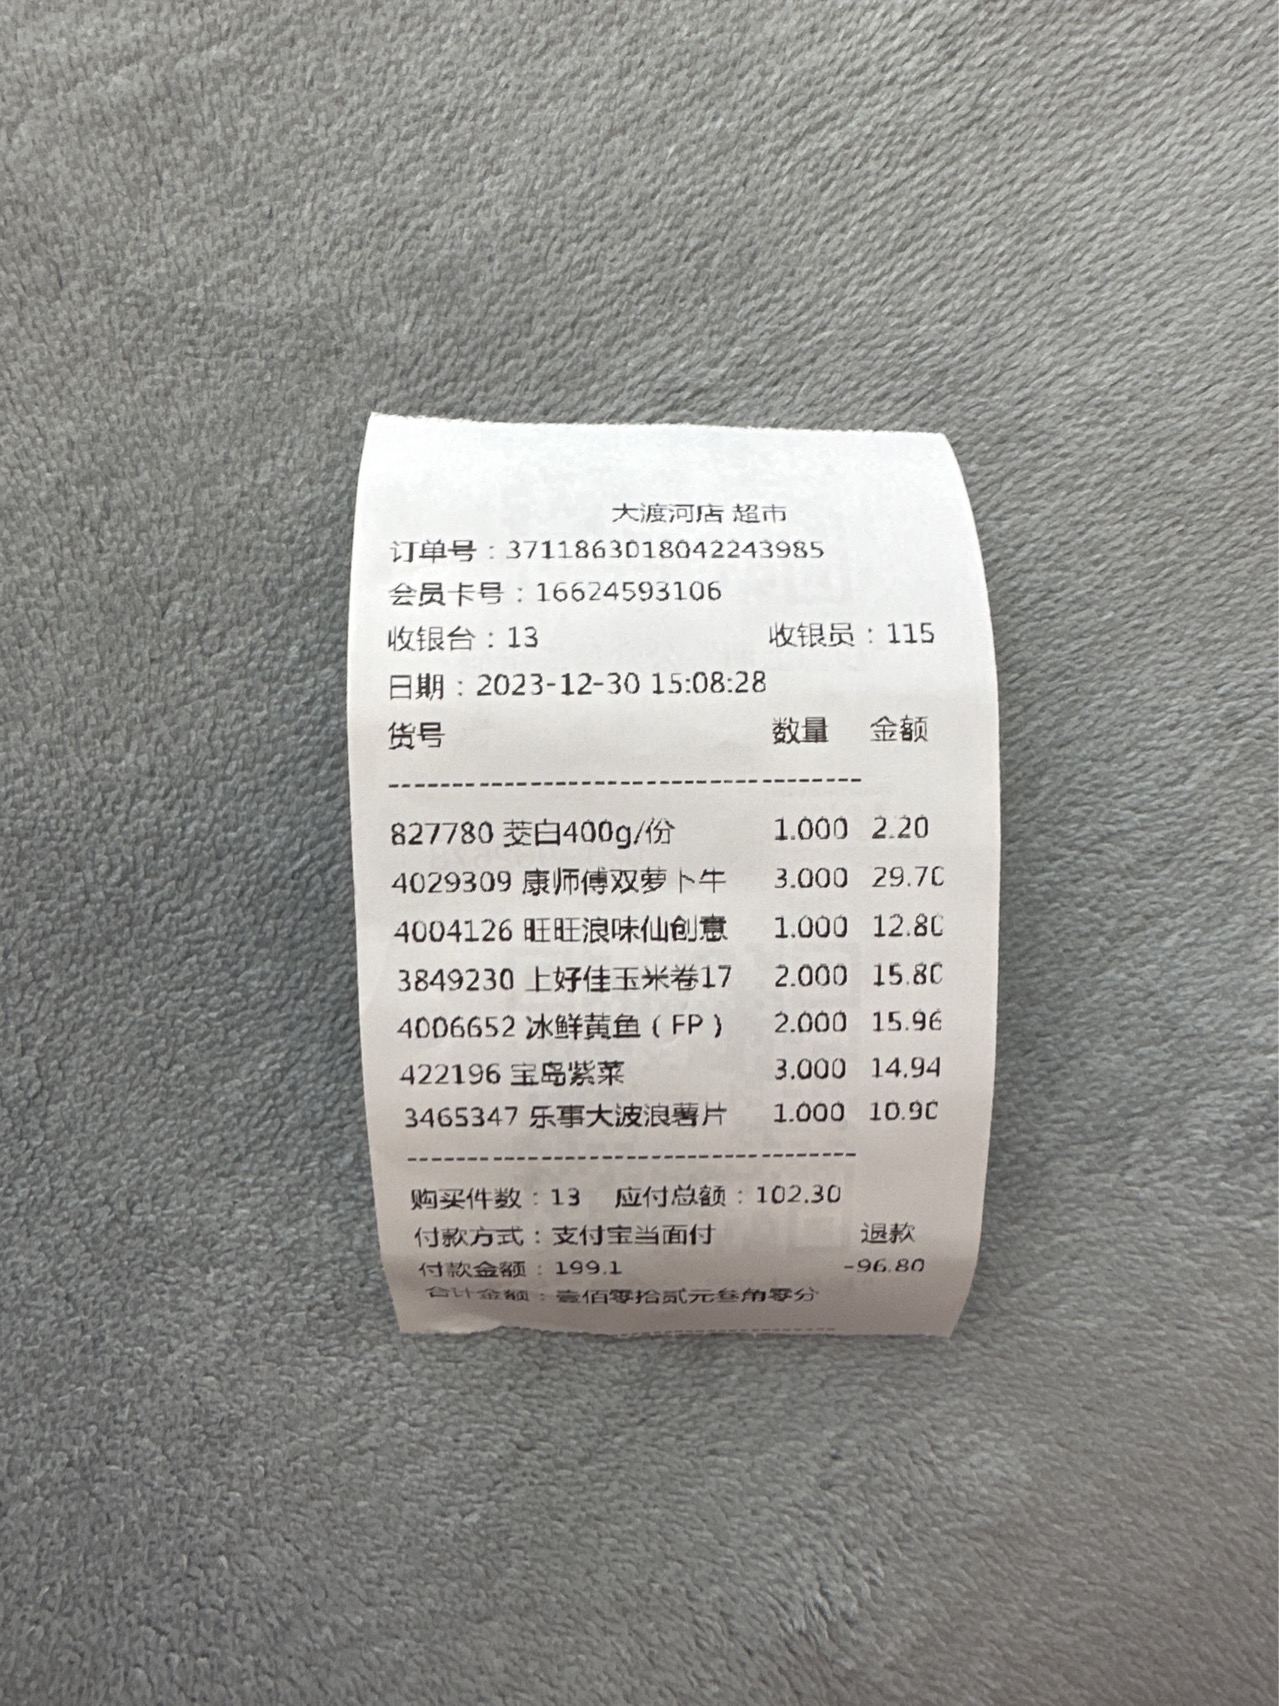 大渡河店 超市
订单号：3711863018042243985
会员卡号：16624593106
收银台：13 收银员：115
日期：2023-12-30 15:08:28
货号 数量 金额
------------------------------------
827780 茭白400g/份 1.000 2.20
4029309 康师傅双萝卜牛 3.000 29.70
4004126 旺旺浪味仙创意 1.000 12.80
3849230 上好佳玉米卷17 2.000 15.80
4006652 冰鲜黄鱼（FP） 2.000 15.96
422196 宝岛紫菜 3.000 14.94
3465347 乐事大波浪薯片 1.000 10.90
------------------------------------
购买件数：13 应付总额：102.30
付款方式：支付宝当面付 退款
付款金额：199.1 -96.80
合计金额：壹佰零拾贰元叁角零分